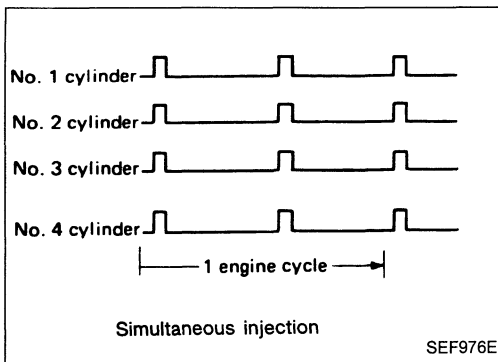 No. 1 cylinder
No. 2 cylinder
No. 3 cylinder
No. 4 cylinder
1 engine cycle
Simultaneous injection
SEF976E